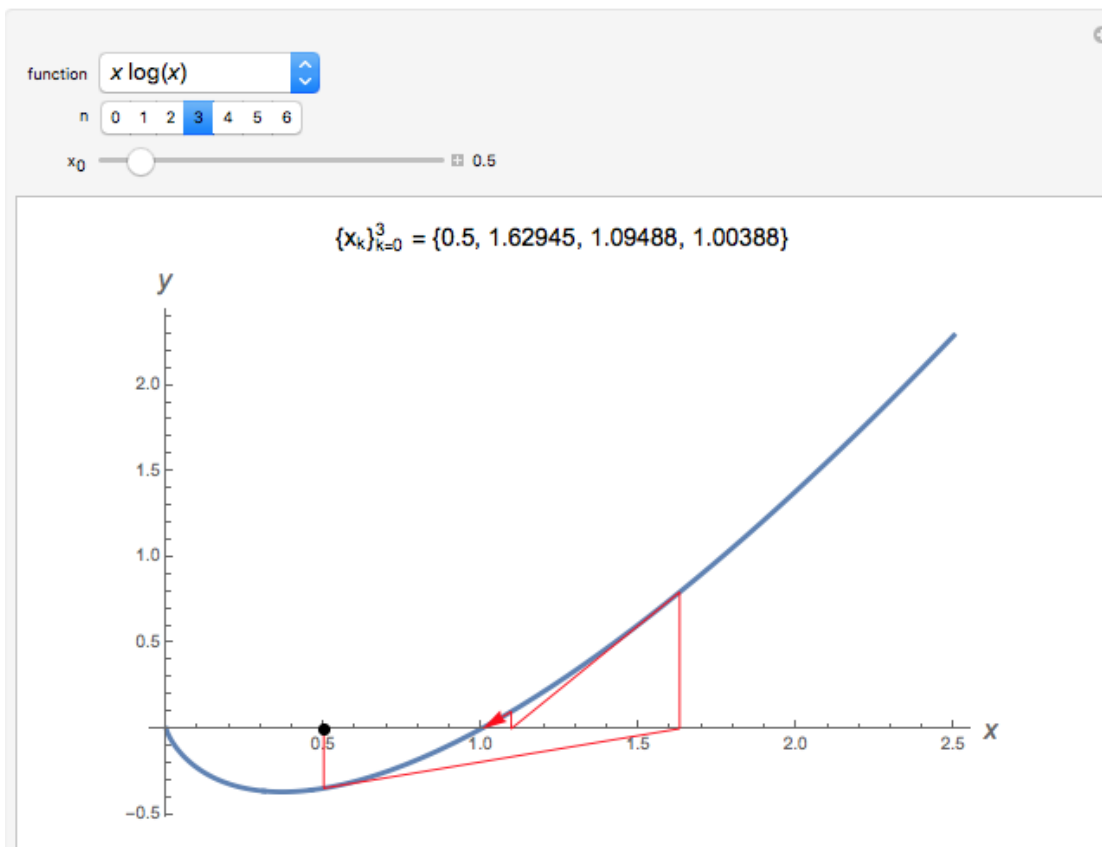 function x log(x)
n 0 1 2 3 4 5 6
x₀ 0.5
{xₖ}³ₖ₌₀ = {0.5, 1.62945, 1.09488, 1.00388}
y
2.0
1.5
1.0
0.5
0.5 1.0 1.5 2.0 2.5 x
−0.5